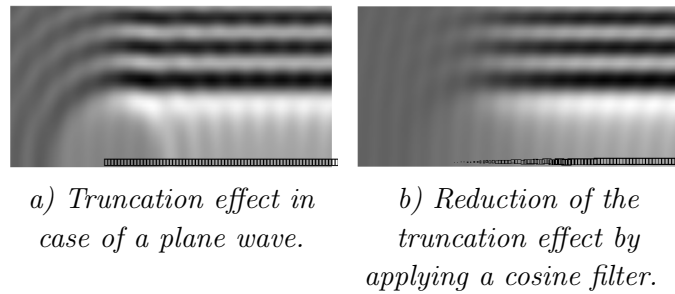 a) Truncation effect in
case of a plane wave.
b) Reduction of the
truncation effect by
applying a cosine filter.